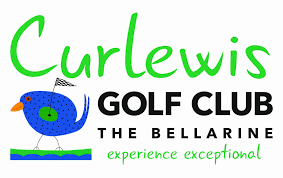 Curlewis
GOLF CLUB
THE BELLARINE
experience exceptional